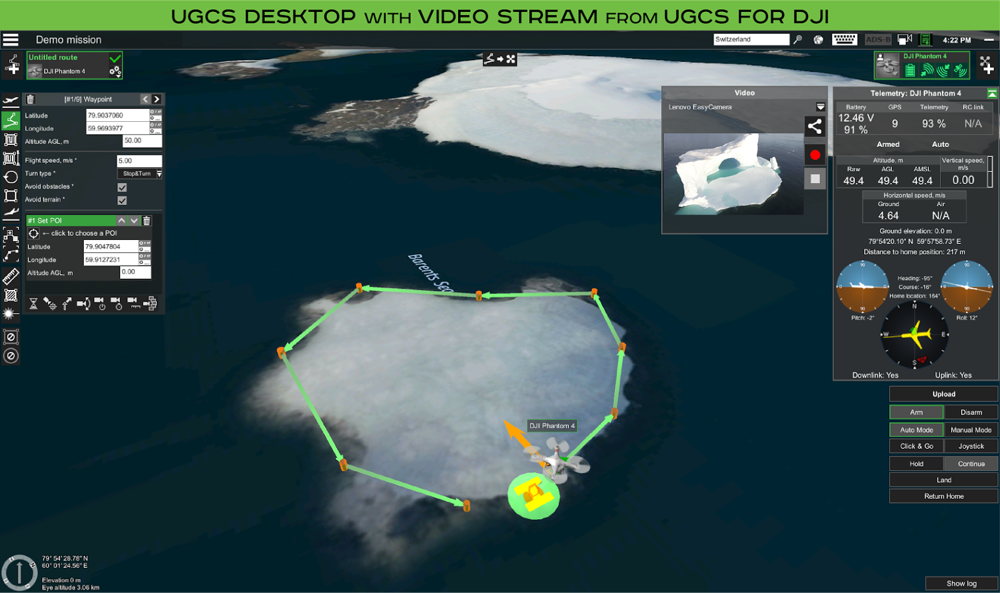 UGCS DESKTOP WITH VIDEO STREAM FROM UGCS FOR DJI
Demo mission
Switzerland
ADS-B
4:22 PM
Untitled route
DJI Phantom 4
DJI Phantom 4
[#1/9] Waypoint
Latitude
79.9037060
Longitude
59.9693977
Altitude AGL, m
50.00
Flight speed, m/s *
5.00
Turn type *
Stop&Turn
Avoid obstacles *
Avoid terrain *
#1 Set POI
← click to choose a POI
Latitude
79.9047804
Longitude
59.9127231
Altitude AGL, m
0.00
Video
Lenovo EasyCamera
Telemetry: DJI Phantom 4
Battery GPS Telemetry RC link
12.46 V 9 93 % N/A
91 %
Armed Auto
Altitude, m Vertical speed, m/s
Raw AGL AMSL
49.4 49.4 49.4 0.00
Horizontal speed, m/s
Ground Air
4.64 N/A
Ground elevation: 0.0 m
79°54'20.10" N 59°57'58.73" E
Distance to home position: 217 m
90 90
Heading: -95°
Course: -16°
0 0 0 0
Home location: 164°
90 90
Pitch: -2° Roll: 12°
N
W E
S
Downlink: Yes Uplink: Yes
Barents Sea
DJI Phantom 4
Upload
Arm Disarm
Auto Mode Manual Mode
Click & Go Joystick
Hold Continue
Land
Return Home
79° 54' 28.78" N
60° 01' 24.56" E
Elevation 0 m
Eye altitude 3.06 km
Show log